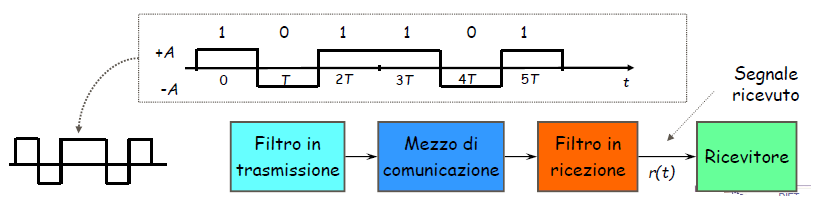 1 0 1 1 0 1
+A
0 T 2T 3T 4T 5T t
-A
Segnale
ricevuto
Filtro in
trasmissione
Mezzo di
comunicazione
Filtro in
ricezione
r(t)
Ricevitore